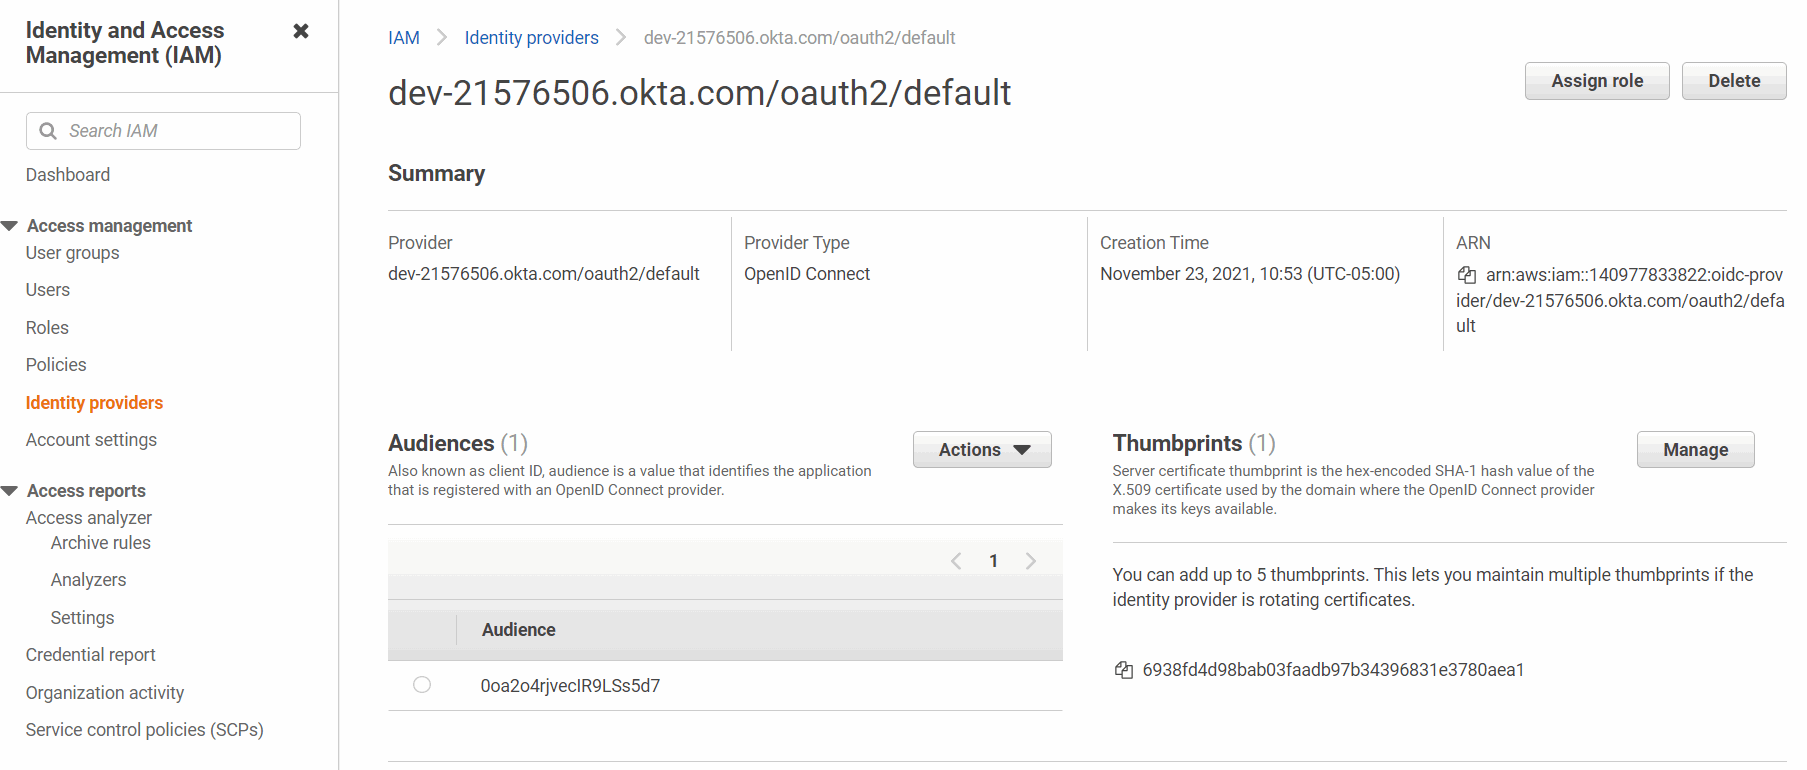 Identity and Access
Management (IAM)
Search IAM
Dashboard
Access management
User groups
Users
Roles
Policies
Identity providers
Account settings
Access reports
Access analyzer
Archive rules
Analyzers
Settings
Credential report
Organization activity
Service control policies (SCPs)
IAM > Identity providers > dev-21576506.okta.com/oauth2/default
dev-21576506.okta.com/oauth2/default
Assign role
Delete
Summary
Provider
dev-21576506.okta.com/oauth2/default
Provider Type
OpenID Connect
Creation Time
November 23, 2021, 10:53 (UTC-05:00)
ARN
arn:aws:iam::140977833822:oidc-prov
ider/dev-21576506.okta.com/oauth2/defa
ult
Audiences (1)
Actions
Also known as client ID, audience is a value that identifies the application
that is registered with an OpenID Connect provider.
1
Audience
0oa2o4rjvecIR9LSs5d7
Thumbprints (1)
Manage
Server certificate thumbprint is the hex-encoded SHA-1 hash value of the
X.509 certificate used by the domain where the OpenID Connect provider
makes its keys available.
You can add up to 5 thumbprints. This lets you maintain multiple thumbprints if the
identity provider is rotating certificates.
6938fd4d98bab03faadb97b34396831e3780aea1